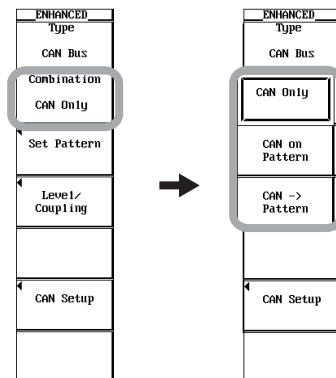 ENHANCED
Type
CAN Bus
Combination
CAN Only
Set Pattern
Level/
Coupling
CAN Setup
ENHANCED
Type
CAN Bus
CAN Only
CAN on
Pattern
CAN ->
Pattern
CAN Setup